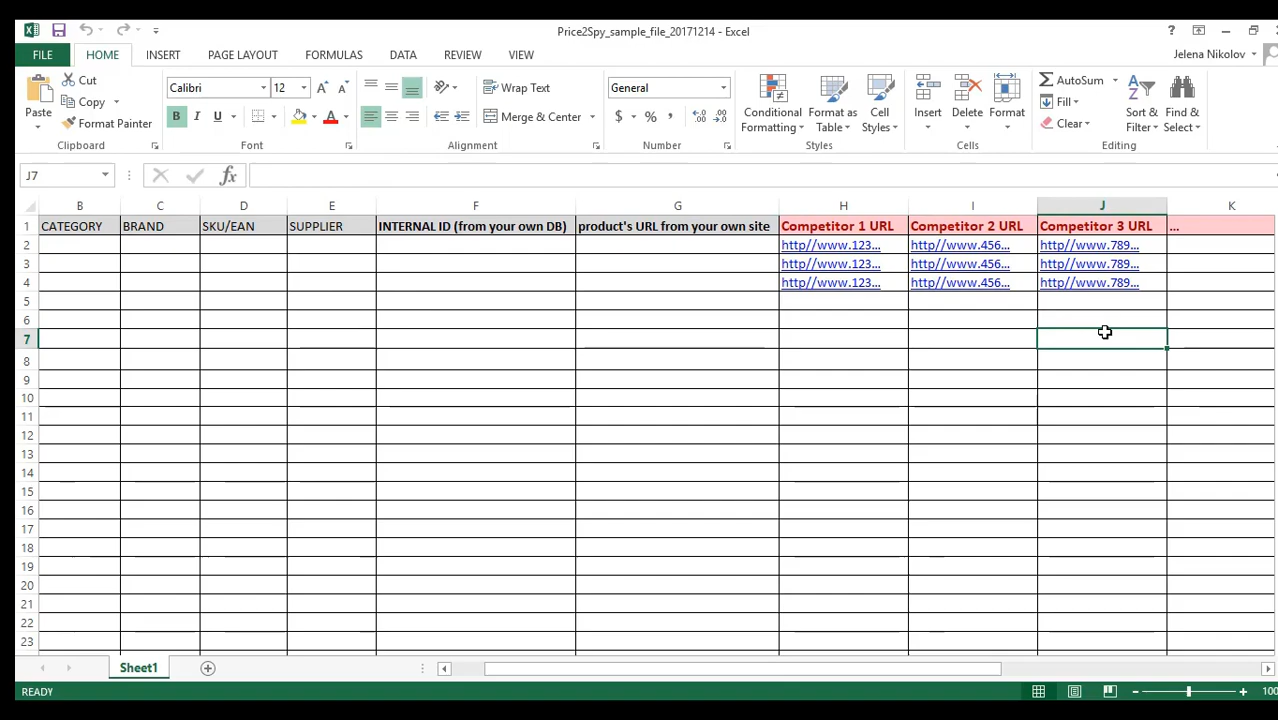 Price2Spy_sample_file_20171214 - Excel
?
FILE HOME INSERT PAGE LAYOUT FORMULAS DATA REVIEW VIEW
Jelena Nikolov
Paste
Cut
Copy
Format Painter
Clipboard
Calibri 12 A A
B I U A
Font
Wrap Text
Merge & Center
Alignment
General
$ % , .00 .00
Number
Conditional Formatting
Format as Table
Cell Styles
Styles
Insert Delete Format
Cells
AutoSum
Fill
Clear
Sort & Filter
Find & Select
Editing
J7 fx
B C D E F G H I J K
1 CATEGORY BRAND SKU/EAN SUPPLIER INTERNAL ID (from your own DB) product's URL from your own site Competitor 1 URL Competitor 2 URL Competitor 3 URL ...
2 http//www.123... http//www.456... http//www.789...
3 http//www.123... http//www.456... http//www.789...
4 http//www.123... http//www.456... http//www.789...
5
6
7
8
9
10
11
12
13
14
15
16
17
18
19
20
21
22
23
Sheet1
READY
100